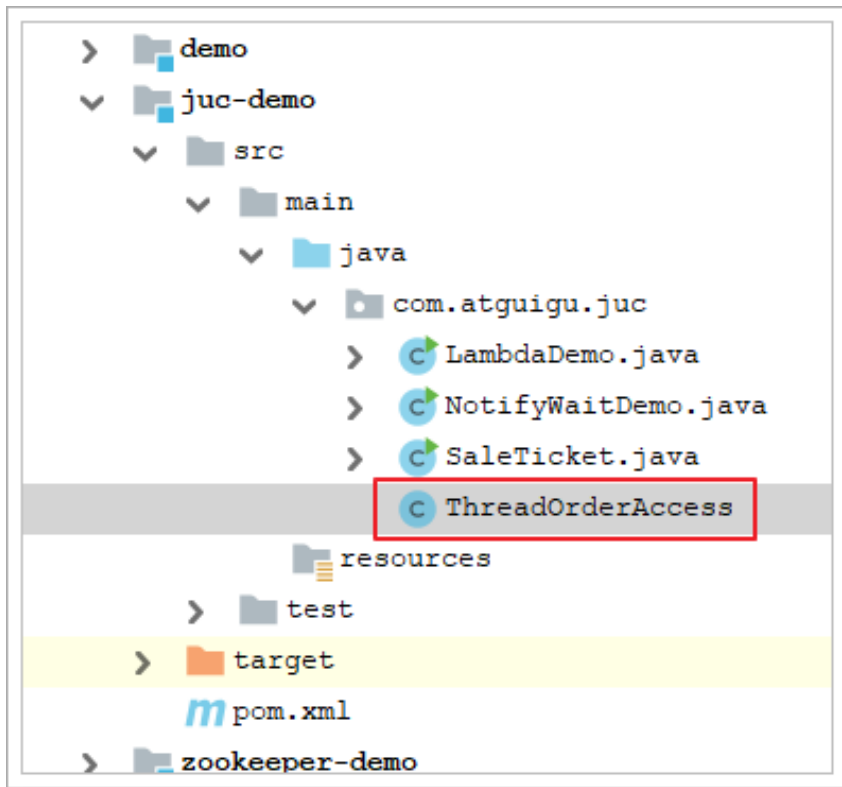 demo
juc-demo
src
main
java
com.atguigu.juc
C LambdaDemo.java
C NotifyWaitDemo.java
C SaleTicket.java
C ThreadOrderAccess
resources
test
target
m pom.xml
zookeeper-demo